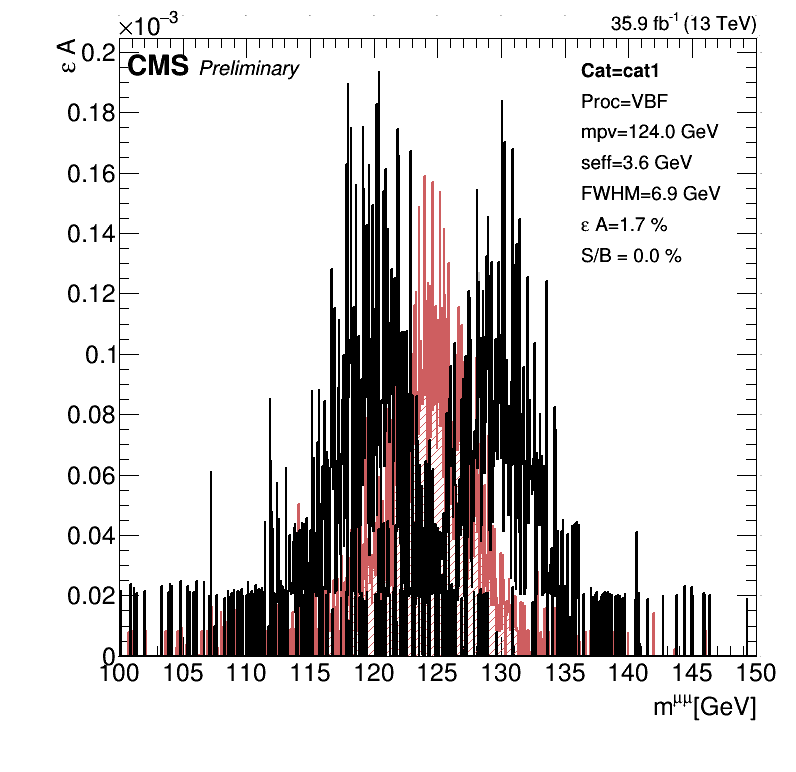 ×10⁻³
35.9 fb⁻¹ (13 TeV)
ε A
CMS Preliminary
Cat=cat1
Proc=VBF
mpv=124.0 GeV
seff=3.6 GeV
FWHM=6.9 GeV
ε A=1.7 %
S/B = 0.0 %
0.2
0.18
0.16
0.14
0.12
0.1
0.08
0.06
0.04
0.02
0
100 105 110 115 120 125 130 135 140 145 150
m^μμ[GeV]